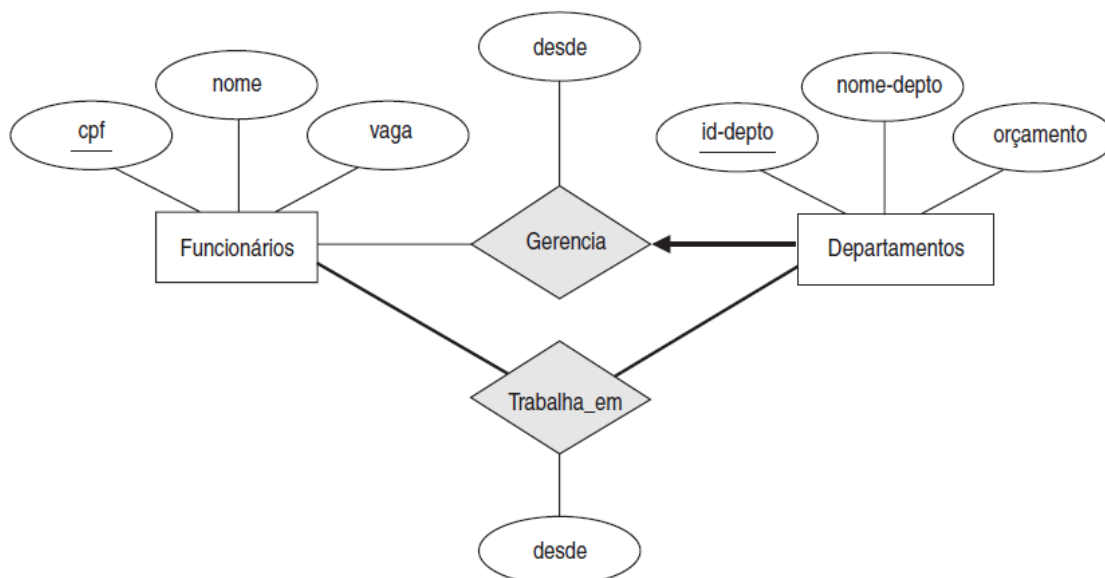 desde
nome
nome-depto
cpf
vaga
id-depto
orçamento
Funcionários
Gerencia
Departamentos
Trabalha_em
desde